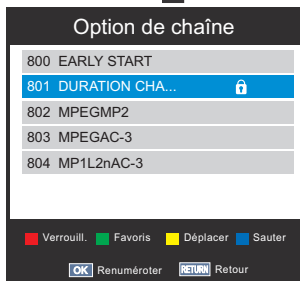 Option de chaîne
800 EARLY START
801 DURATION CHA...
802 MPEGMP2
803 MPEGAC-3
804 MP1L2nAC-3
Verrouill. Favoris Déplacer Sauter
OK Renuméroter RETURN Retour